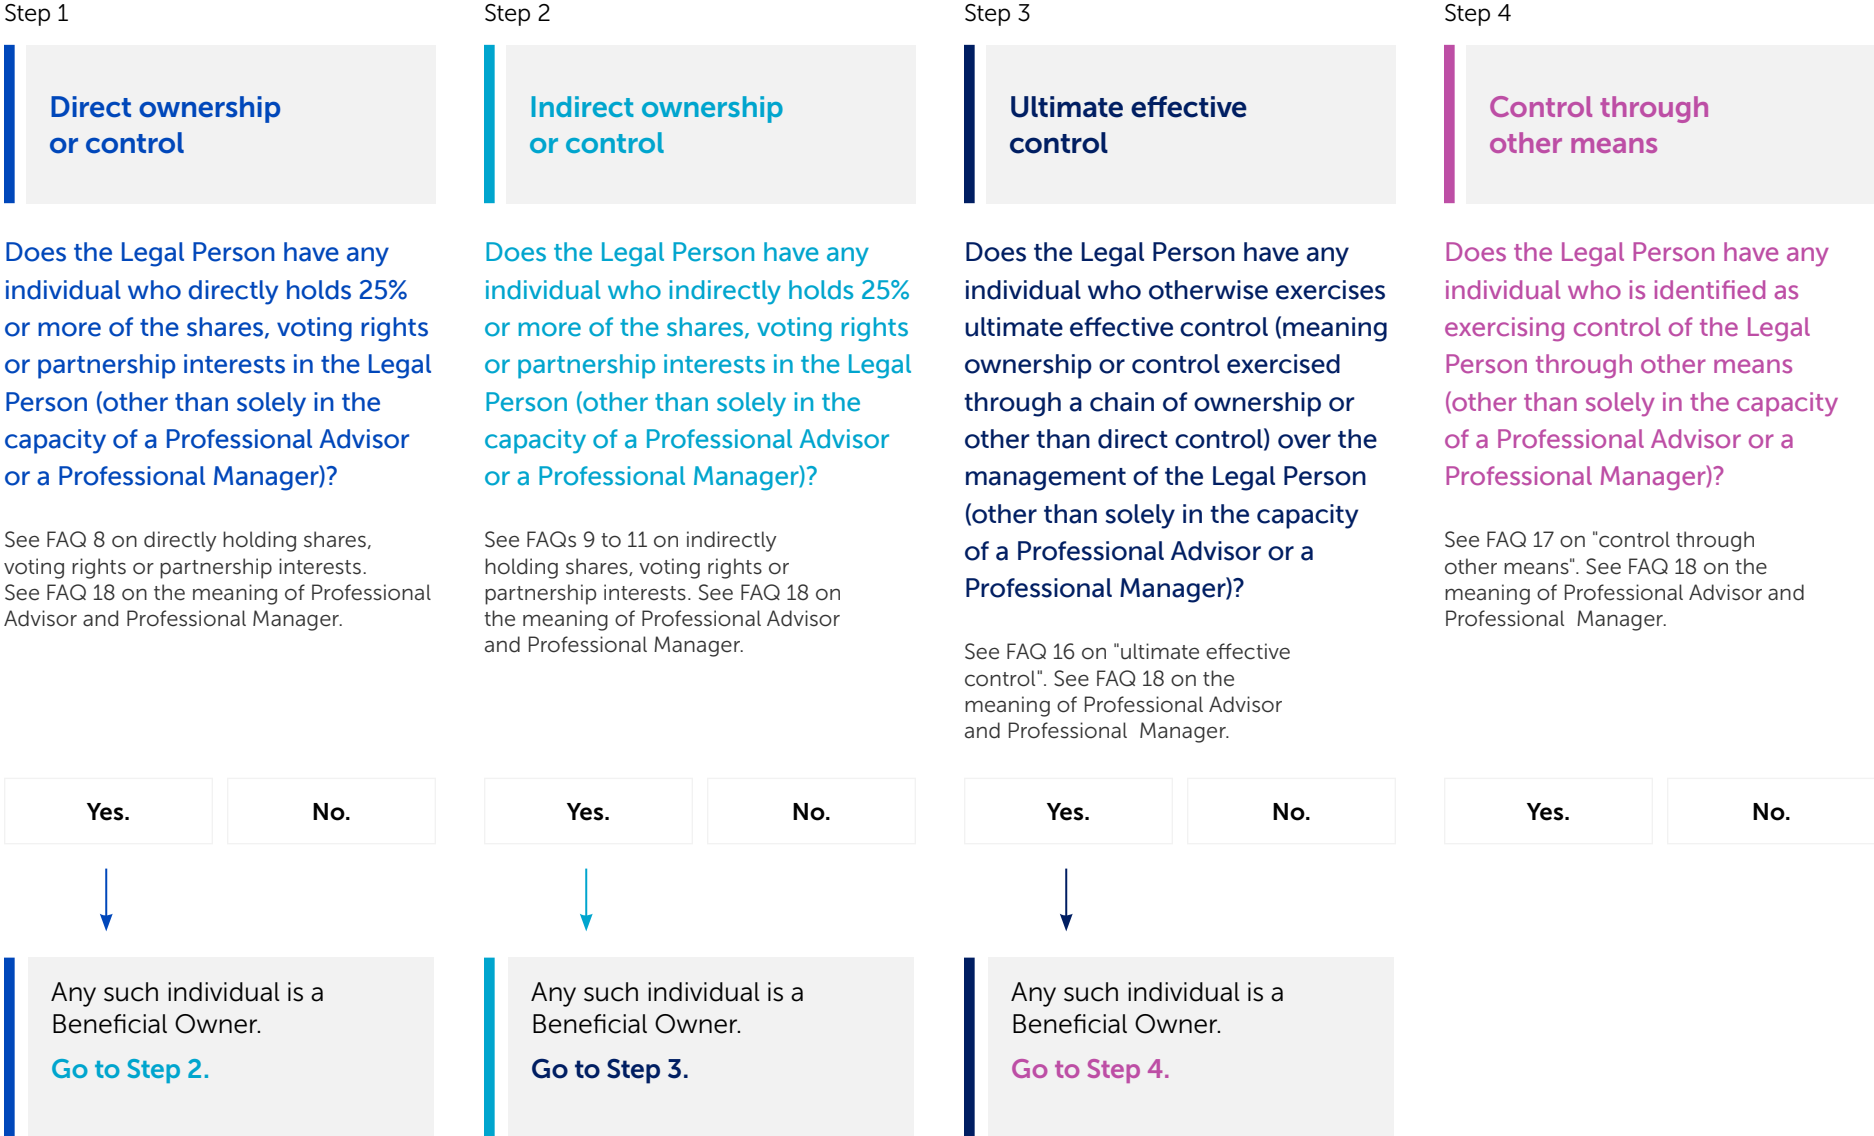 Step 1
Direct ownership
or control
Does the Legal Person have any
individual who directly holds 25%
or more of the shares, voting rights
or partnership interests in the Legal
Person (other than solely in the
capacity of a Professional Advisor
or a Professional Manager)?
See FAQ 8 on directly holding shares,
voting rights or partnership interests.
See FAQ 18 on the meaning of Professional
Advisor and Professional Manager.
Yes.
No.
Any such individual is a
Beneficial Owner.
Go to Step 2.
Step 2
Indirect ownership
or control
Does the Legal Person have any
individual who indirectly holds 25%
or more of the shares, voting rights
or partnership interests in the Legal
Person (other than solely in the
capacity of a Professional Advisor
or a Professional Manager)?
See FAQs 9 to 11 on indirectly
holding shares, voting rights or
partnership interests. See FAQ 18 on
the meaning of Professional Advisor
and Professional Manager.
Yes.
No.
Any such individual is a
Beneficial Owner.
Go to Step 3.
Step 3
Ultimate effective
control
Does the Legal Person have any
individual who otherwise exercises
ultimate effective control (meaning
ownership or control exercised
through a chain of ownership or
other than direct control) over the
management of the Legal Person
(other than solely in the capacity
of a Professional Advisor or a
Professional Manager)?
See FAQ 16 on "ultimate effective
control". See FAQ 18 on the
meaning of Professional Advisor
and Professional Manager.
Yes.
No.
Any such individual is a
Beneficial Owner.
Go to Step 4.
Step 4
Control through
other means
Does the Legal Person have any
individual who is identified as
exercising control of the Legal
Person through other means
(other than solely in the capacity
of a Professional Advisor or a
Professional Manager)?
See FAQ 17 on "control through
other means". See FAQ 18 on the
meaning of Professional Advisor and
Professional Manager.
Yes.
No.